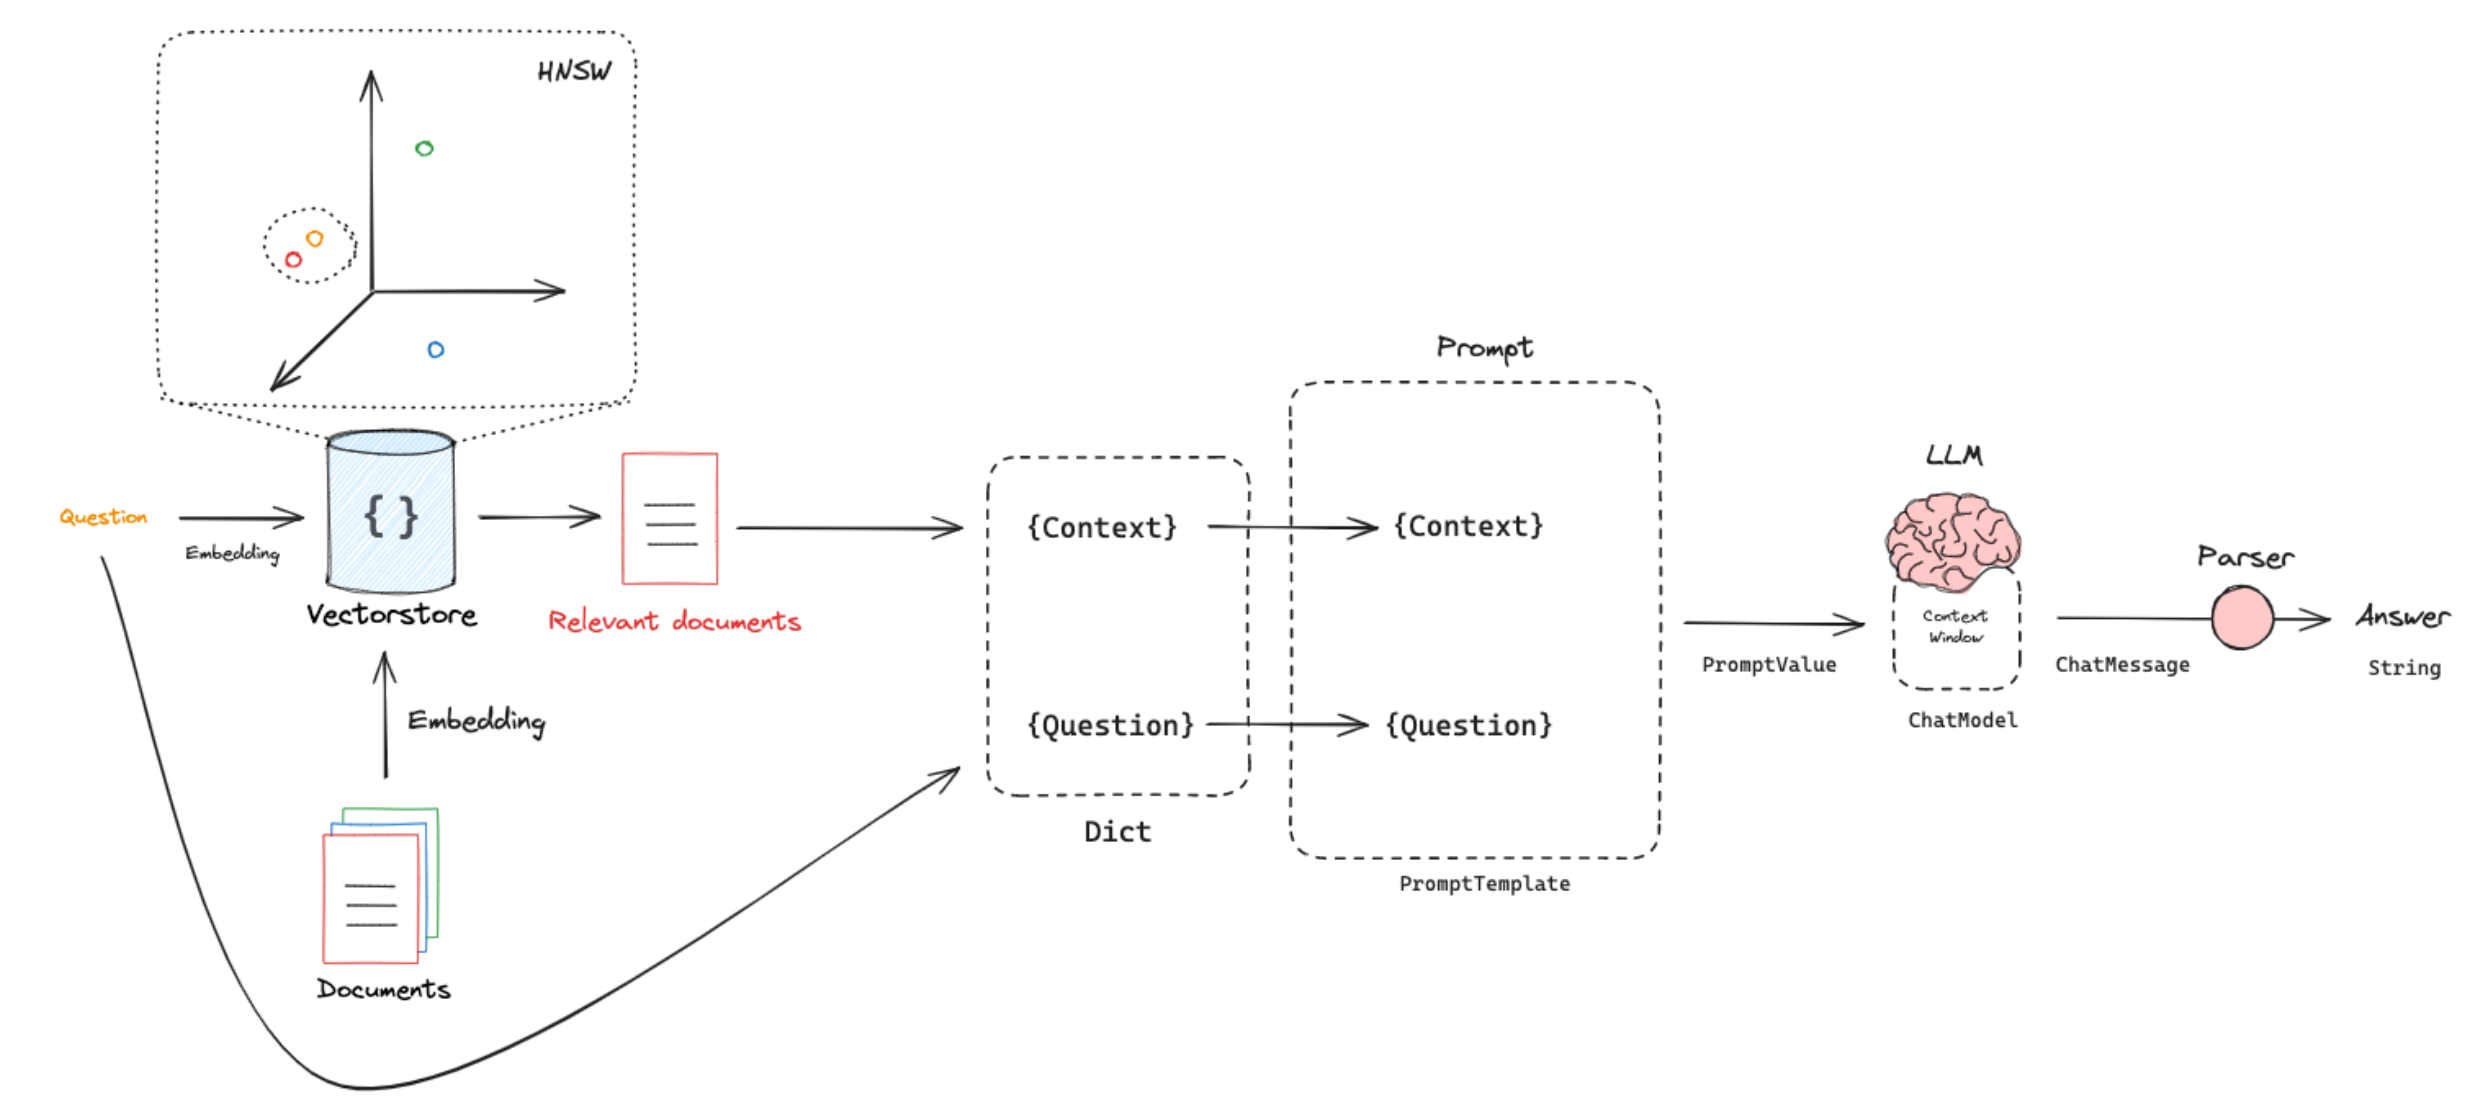 HNSW
Question
Embedding
{ }
Vectorstore
Relevant documents
Embedding
Documents
{Context}
{Question}
Dict
Prompt
{Context}
{Question}
PromptTemplate
PromptValue
LLM
Context
Window
ChatModel
ChatMessage
Parser
Answer
String